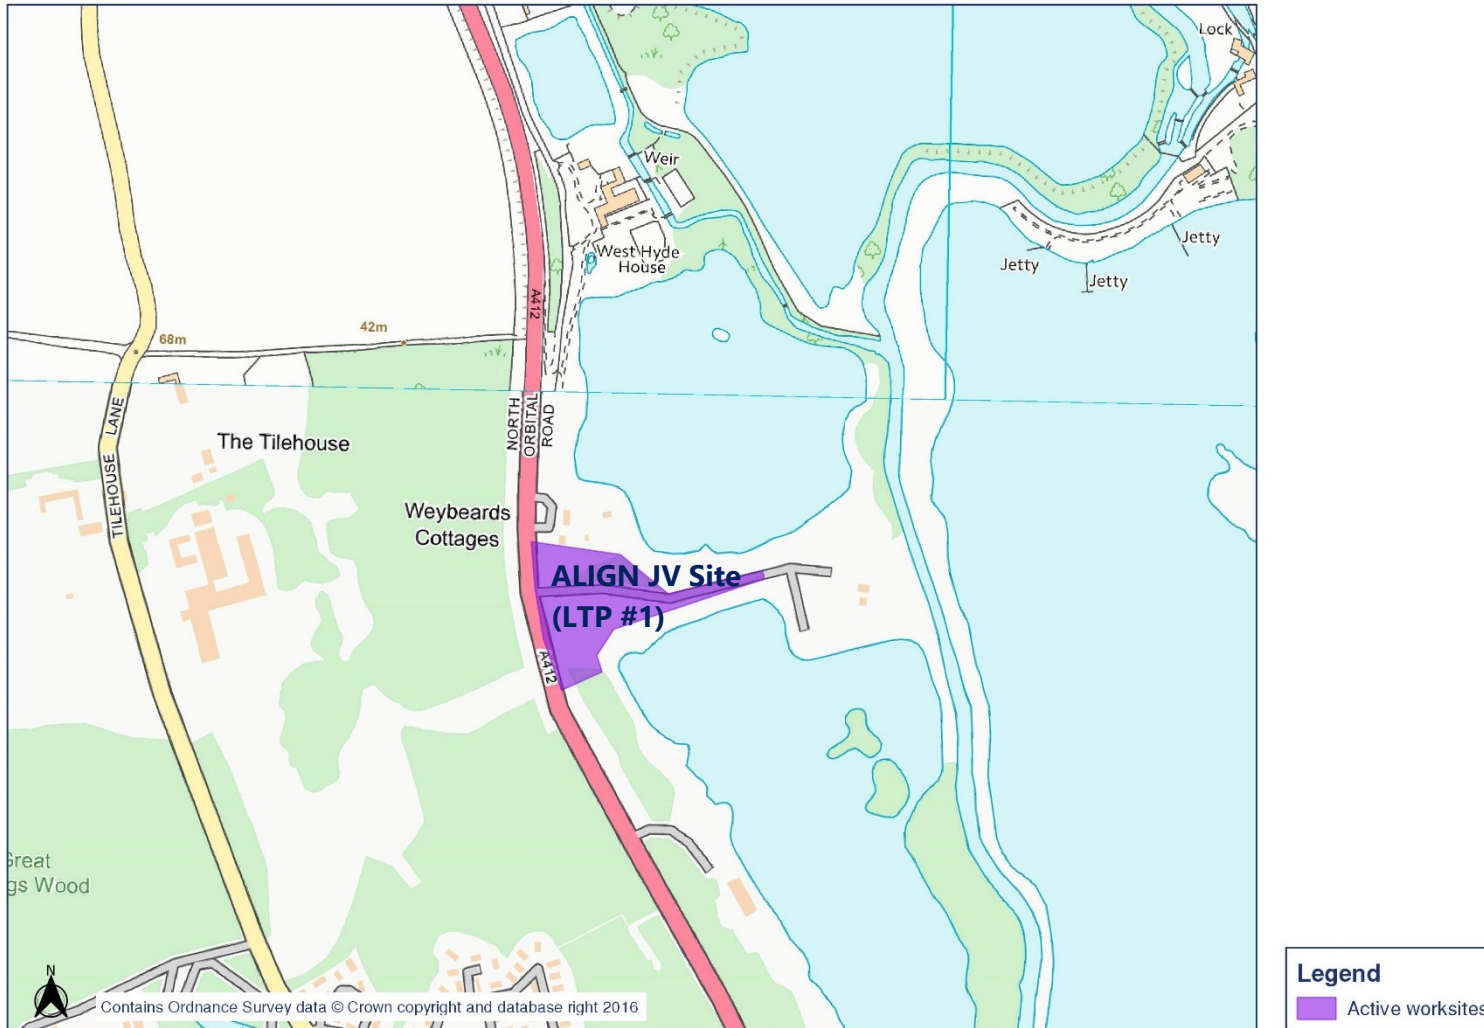 Lock
Weir
West Hyde
House
Jetty
Jetty
Jetty
A412
68m
42m
NORTH
ORBITAL
ROAD
TILEHOUSE LANE
The Tilehouse
Weybeards
Cottages
ALIGN JV Site
(LTP #1)
A412
Great
gs Wood
N
Contains Ordnance Survey data © Crown copyright and database right 2016
Legend
Active worksites